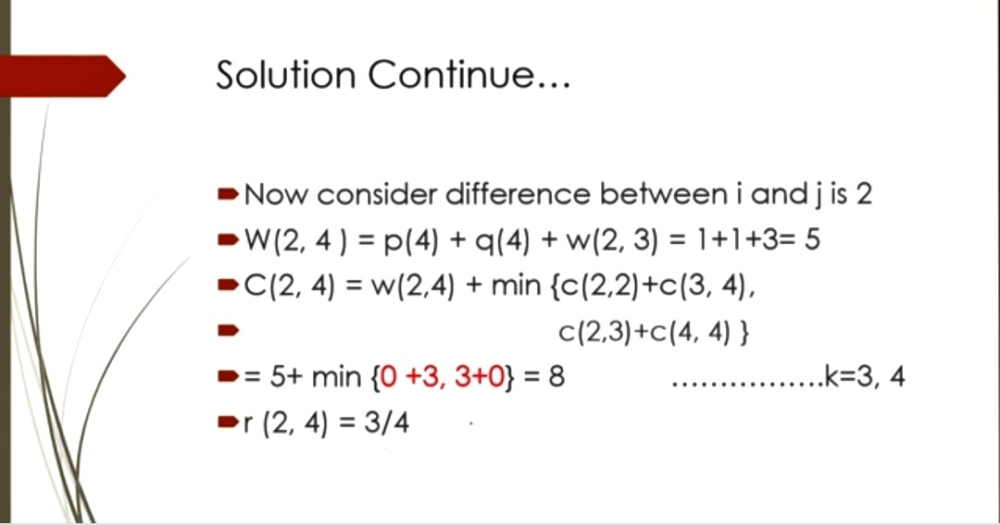 Solution Continue...
Now consider difference between i and j is 2
W(2, 4 ) = p(4) + q(4) + w(2, 3) = 1+1+3= 5
C(2, 4) = w(2,4) + min {c(2,2)+c(3, 4),
c(2,3)+c(4, 4) }
= 5+ min {0 +3, 3+0} = 8 ................k=3, 4
r (2, 4) = 3/4